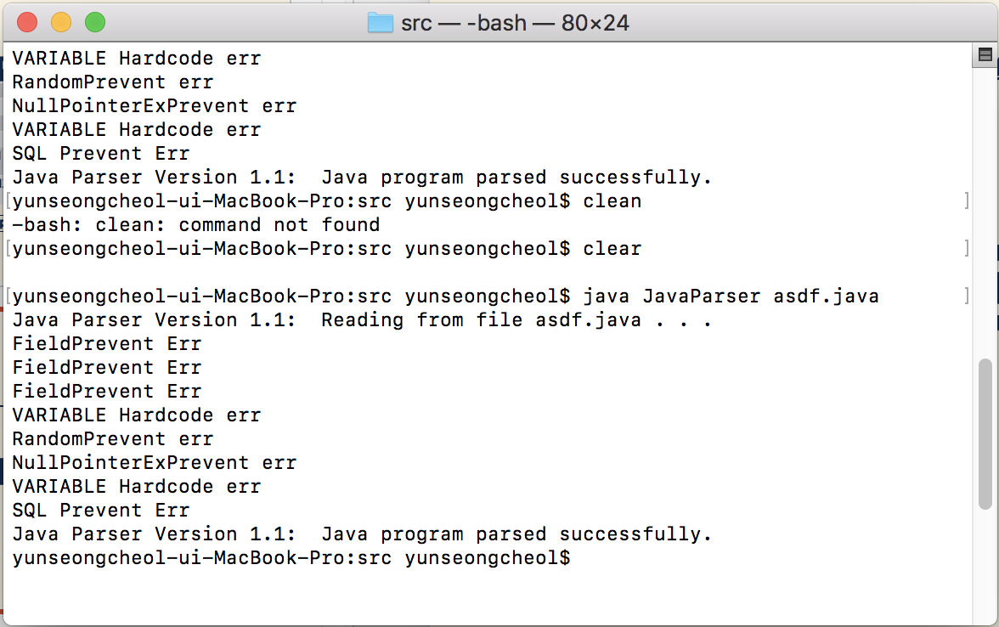 src — -bash — 80×24
VARIABLE Hardcode err
RandomPrevent err
NullPointerExPrevent err
VARIABLE Hardcode err
SQL Prevent Err
Java Parser Version 1.1:  Java program parsed successfully.
[yunseongcheol-ui-MacBook-Pro:src yunseongcheol$ clean ]
-bash: clean: command not found
[yunseongcheol-ui-MacBook-Pro:src yunseongcheol$ clear ]
[yunseongcheol-ui-MacBook-Pro:src yunseongcheol$ java JavaParser asdf.java ]
Java Parser Version 1.1:  Reading from file asdf.java . . .
FieldPrevent Err
FieldPrevent Err
FieldPrevent Err
VARIABLE Hardcode err
RandomPrevent err
NullPointerExPrevent err
VARIABLE Hardcode err
SQL Prevent Err
Java Parser Version 1.1:  Java program parsed successfully.
yunseongcheol-ui-MacBook-Pro:src yunseongcheol$